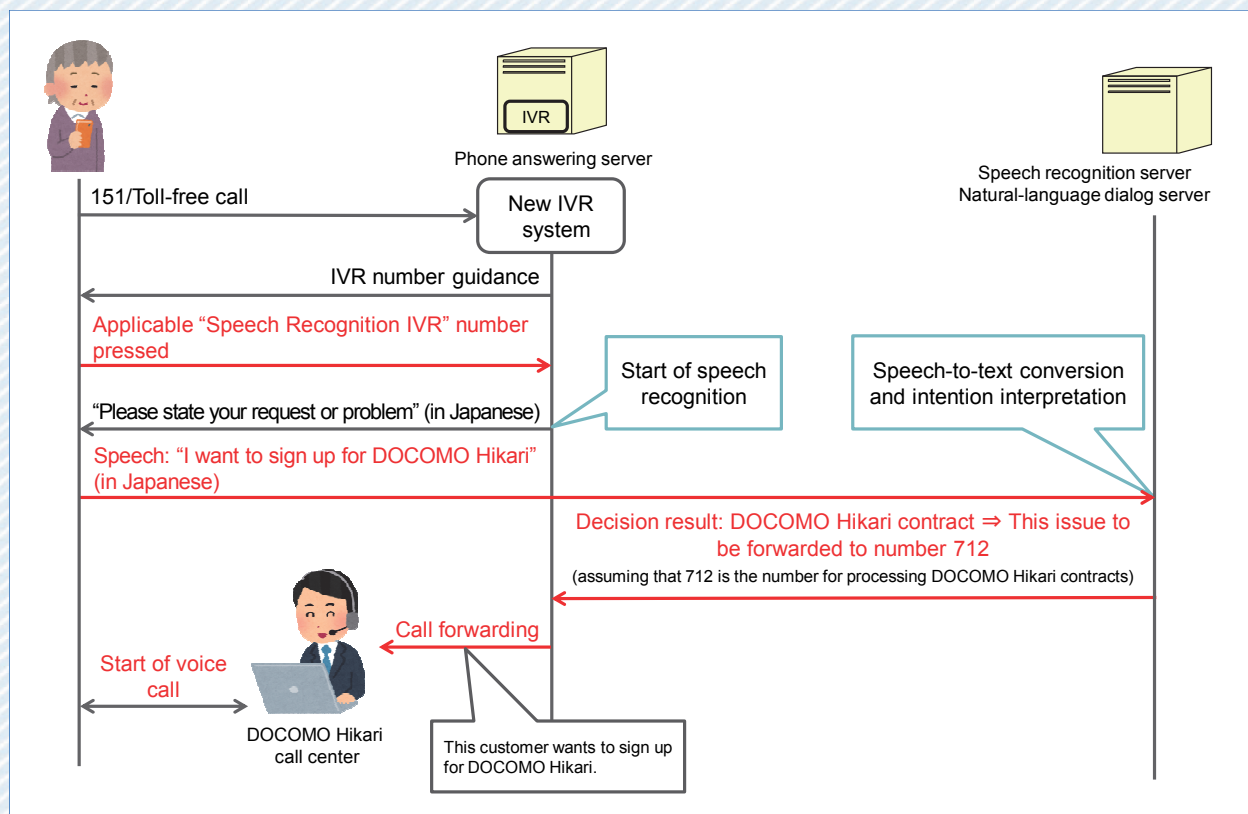 IVR
Phone answering server
Speech recognition server
Natural-language dialog server
151/Toll-free call
New IVR
system
IVR number guidance
Applicable “Speech Recognition IVR” number
pressed
Start of speech
recognition
Speech-to-text conversion
and intention interpretation
“Please state your request or problem” (in Japanese)
Speech: “I want to sign up for DOCOMO Hikari”
(in Japanese)
Decision result: DOCOMO Hikari contract ⇒ This issue to
be forwarded to number 712
(assuming that 712 is the number for processing DOCOMO Hikari contracts)
Call forwarding
Start of voice
call
DOCOMO Hikari
call center
This customer wants to sign up
for DOCOMO Hikari.